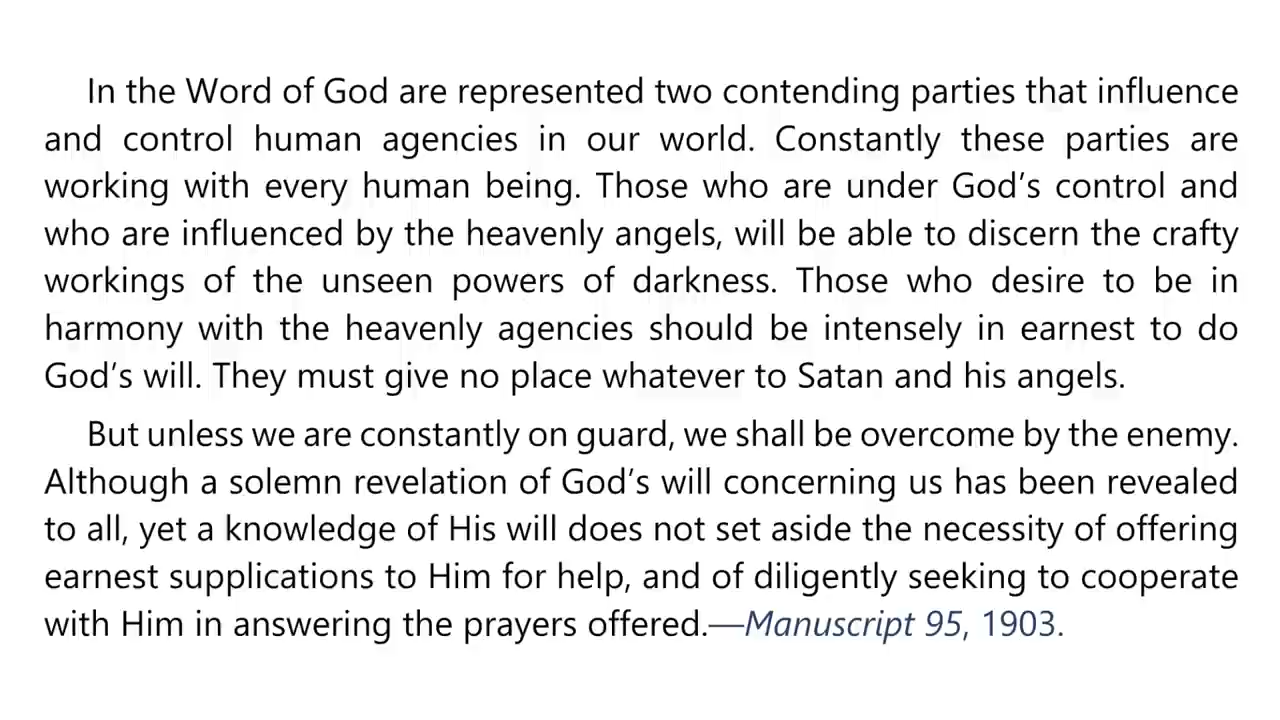 In the Word of God are represented two contending parties that influence
and control human agencies in our world. Constantly these parties are
working with every human being. Those who are under God’s control and
who are influenced by the heavenly angels, will be able to discern the crafty
workings of the unseen powers of darkness. Those who desire to be in
harmony with the heavenly agencies should be intensely in earnest to do
God’s will. They must give no place whatever to Satan and his angels.
But unless we are constantly on guard, we shall be overcome by the enemy.
Although a solemn revelation of God’s will concerning us has been revealed
to all, yet a knowledge of His will does not set aside the necessity of offering
earnest supplications to Him for help, and of diligently seeking to cooperate
with Him in answering the prayers offered.—Manuscript 95, 1903.